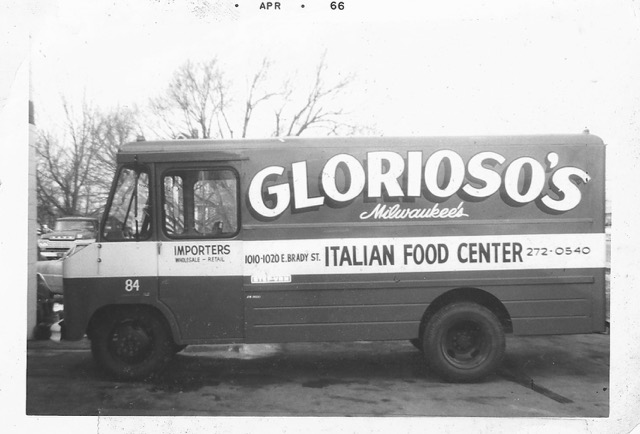 • APR • 66
GLORIOSO'S
Milwaukee's
IMPORTERS
WHOLESALE - RETAIL
1010-1020 E. BRADY ST. ITALIAN FOOD CENTER 272-0540
84